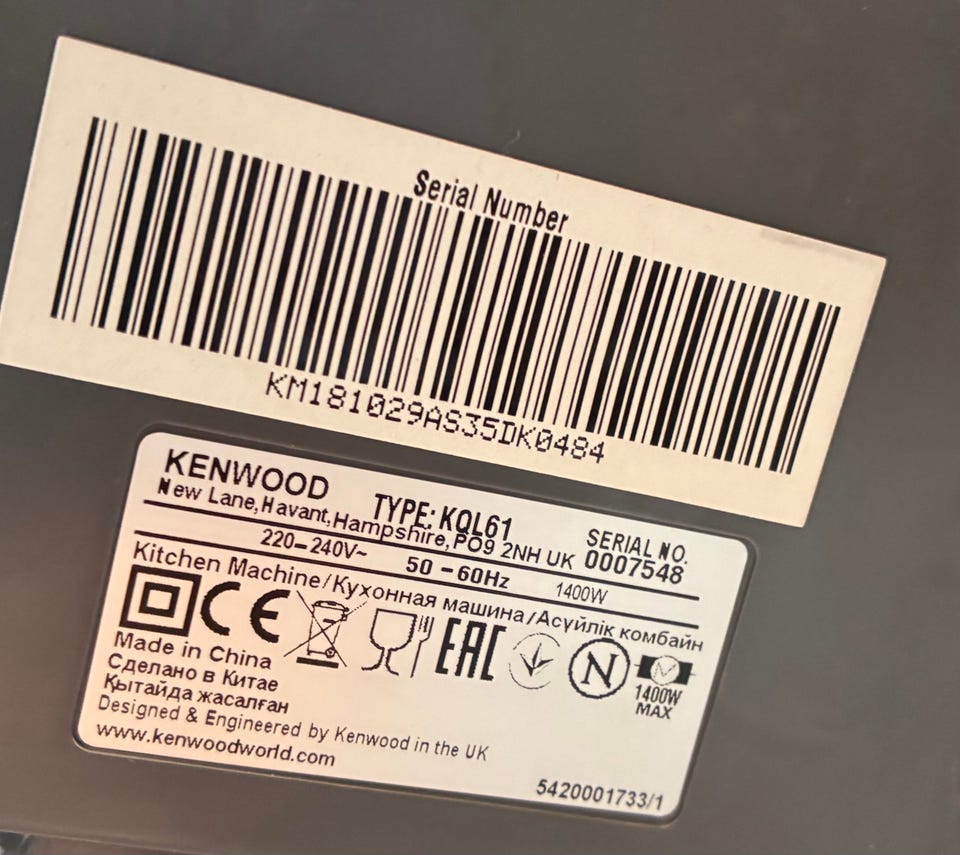 Serial Number
KM181029AS35DK0484
KENWOOD TYPE: KQL61 SERIAL NO.
New Lane, Havant, Hampshire, PO9 2NH UK 0007548
220-240V~ 50-60Hz 1400W
Kitchen Machine/Кухонная машина/Асүйлік комбайн
CE EAC N
1400W
MAX
Made in China
Сделано в Китае
Қытайда жасалған
Designed & Engineered by Kenwood in the UK
www.kenwoodworld.com
5420001733/1